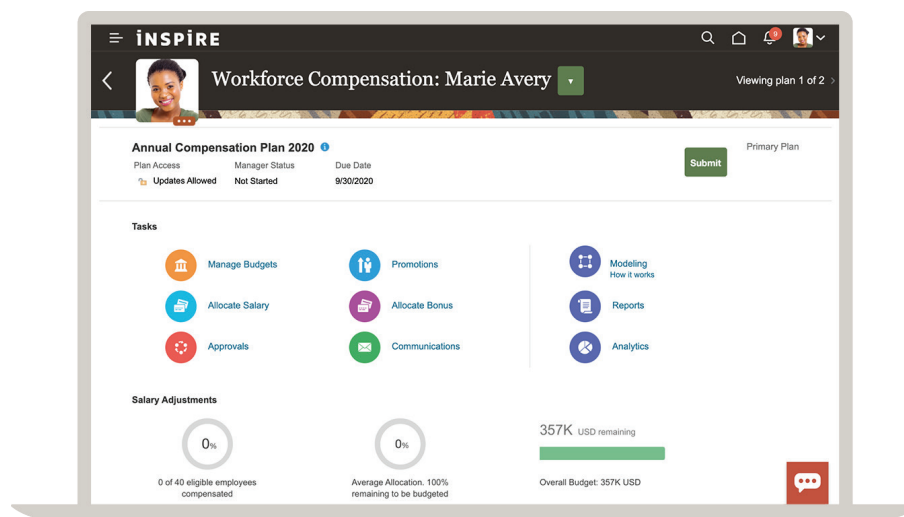 iNSPiRE
9
Workforce Compensation: Marie Avery
Viewing plan 1 of 2
Annual Compensation Plan 2020
Primary Plan
Plan Access
Manager Status
Due Date
Submit
Updates Allowed
Not Started
9/30/2020
Tasks
Manage Budgets
Promotions
Modeling
How it works
Allocate Salary
Allocate Bonus
Reports
Approvals
Communications
Analytics
Salary Adjustments
0%
0%
357K USD remaining
0 of 40 eligible employees
compensated
Average Allocation. 100%
remaining to be budgeted
Overall Budget: 357K USD